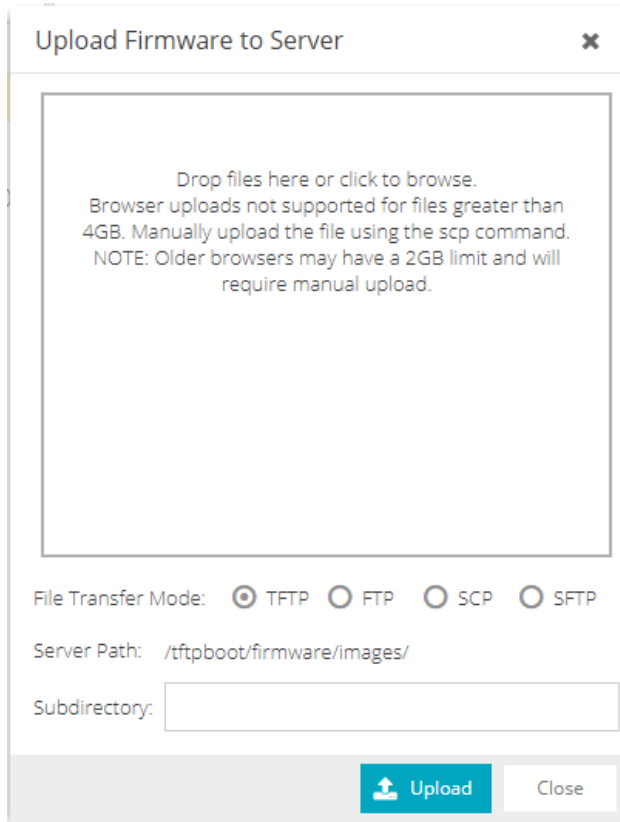 Upload Firmware to Server
Drop files here or click to browse.
Browser uploads not supported for files greater than
4GB. Manually upload the file using the scp command.
NOTE: Older browsers may have a 2GB limit and will
require manual upload.
File Transfer Mode: TFTP FTP SCP SFTP
Server Path: /tftpboot/firmware/images/
Subdirectory:
Upload Close